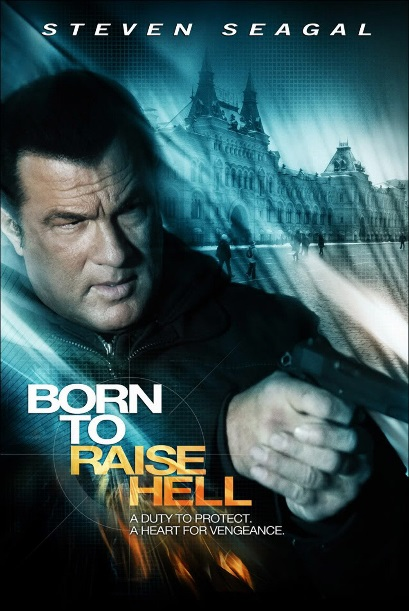 STEVEN SEAGAL
BORN
TO
RAISE
HELL
A DUTY TO PROTECT.
A HEART FOR VENGEANCE.